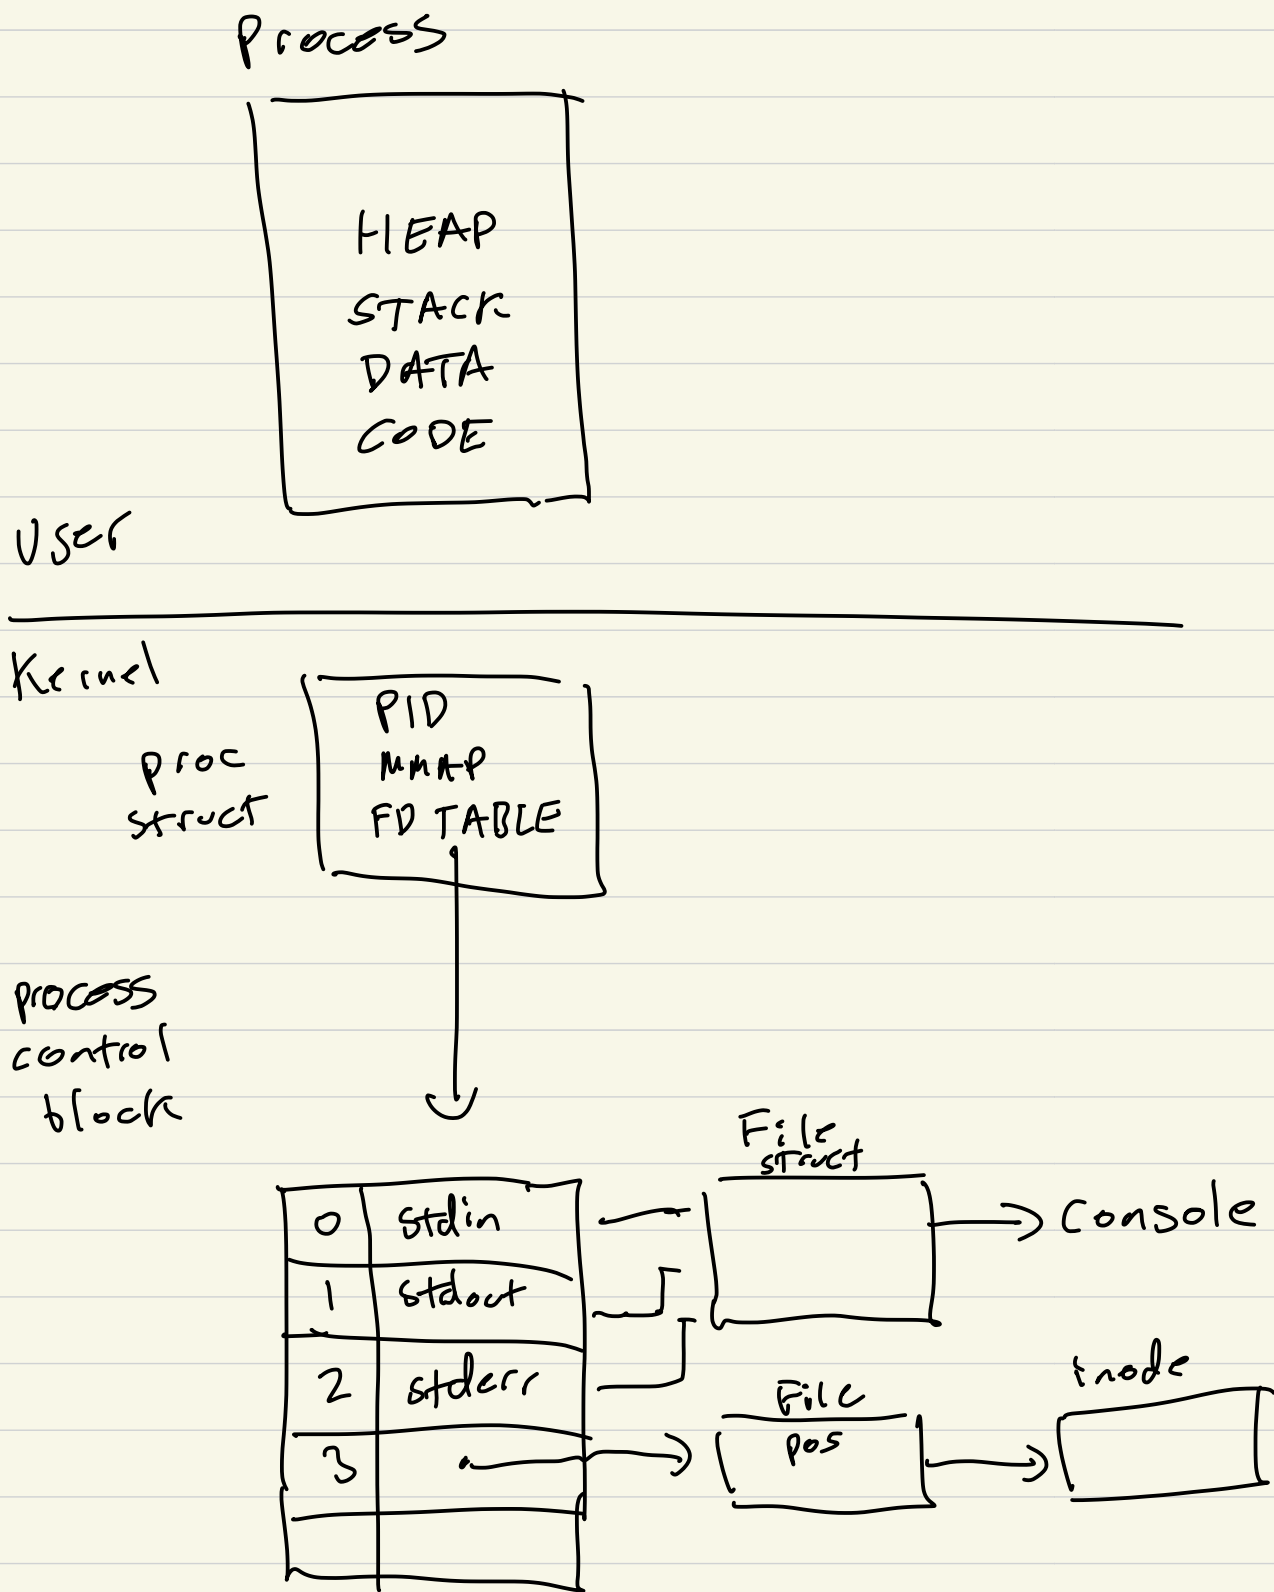 Process
HEAP
STACK
DATA
CODE
User
Kernel
PID
MMAP
FD TABLE
proc
struct
process
control
block
File
struct
0 stdin
console
1 stdout
2 stderr
inode
File
3
pos